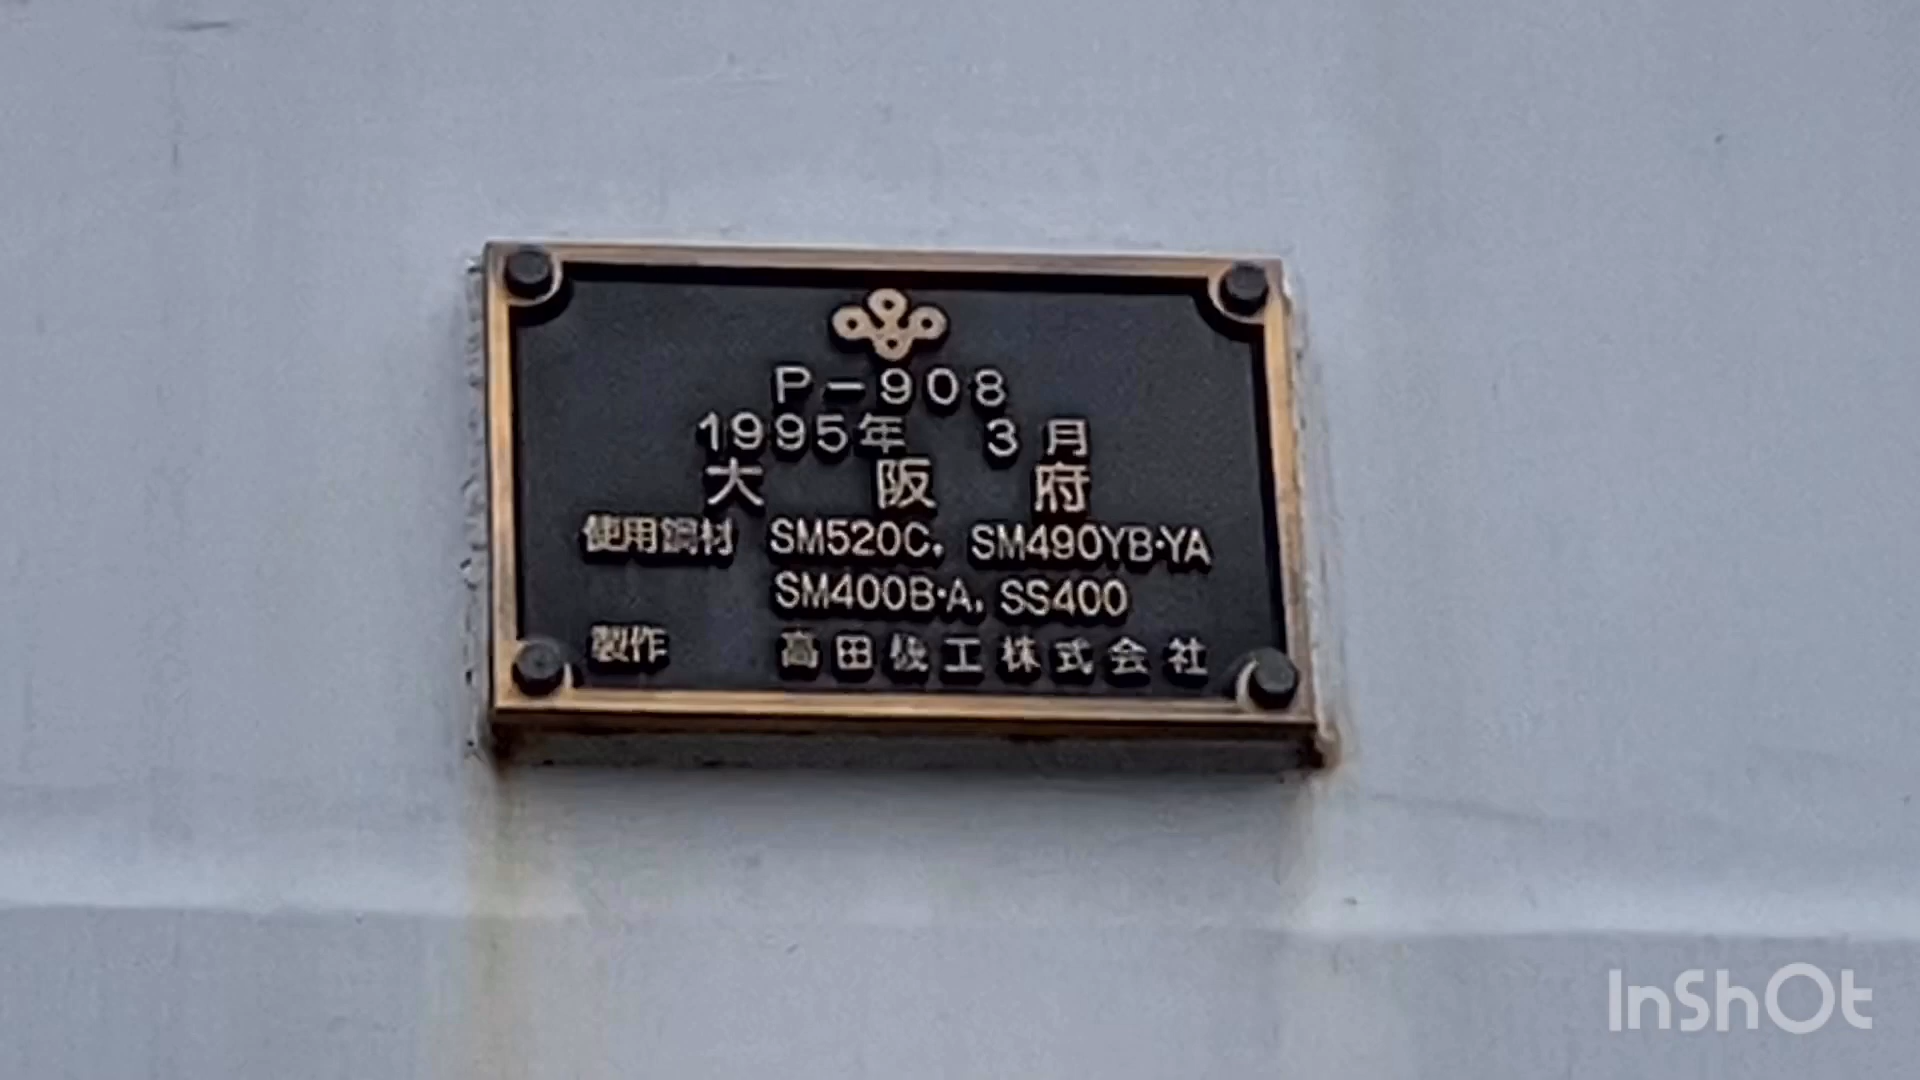 P-908
1995年 3月
大阪府
使用鋼材 SM520C, SM490YB·YA
SM400B·A, SS400
製作 高田機工株式会社
InShOt